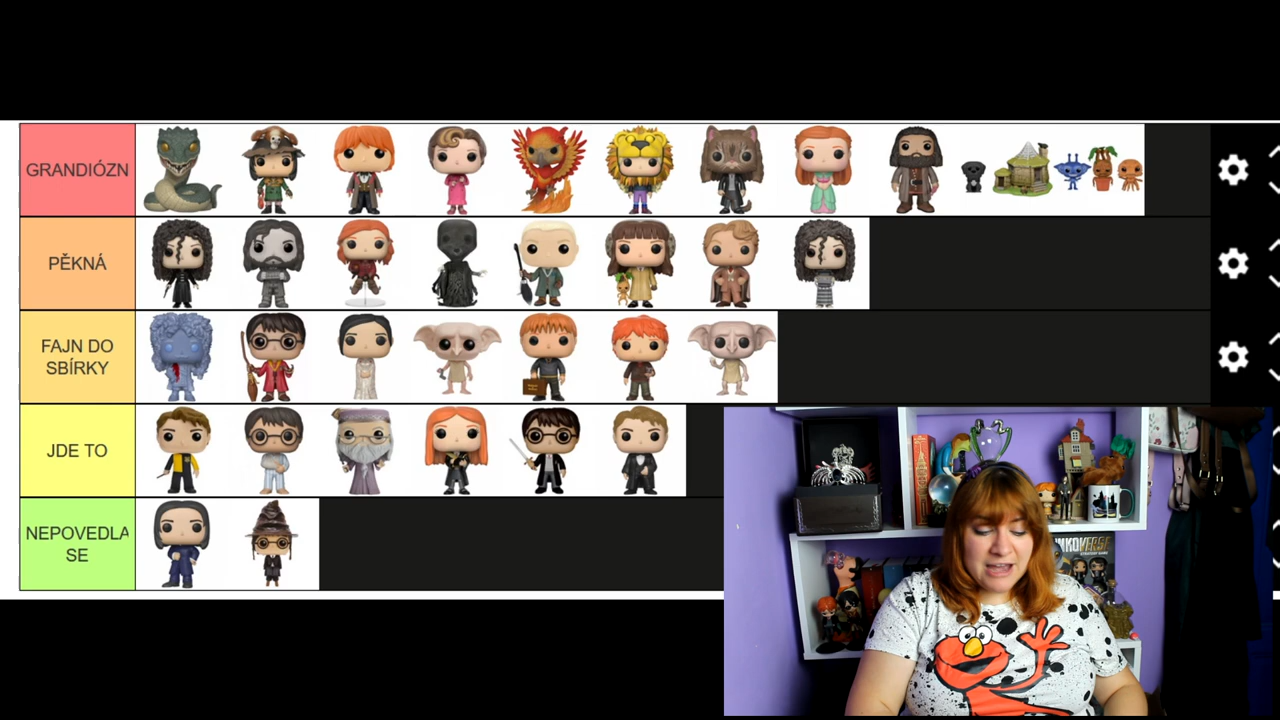 GRANDIÓZN
PĚKNÁ
FAJN DO
SBÍRKY
JDE TO
NEPOVEDLA
SE